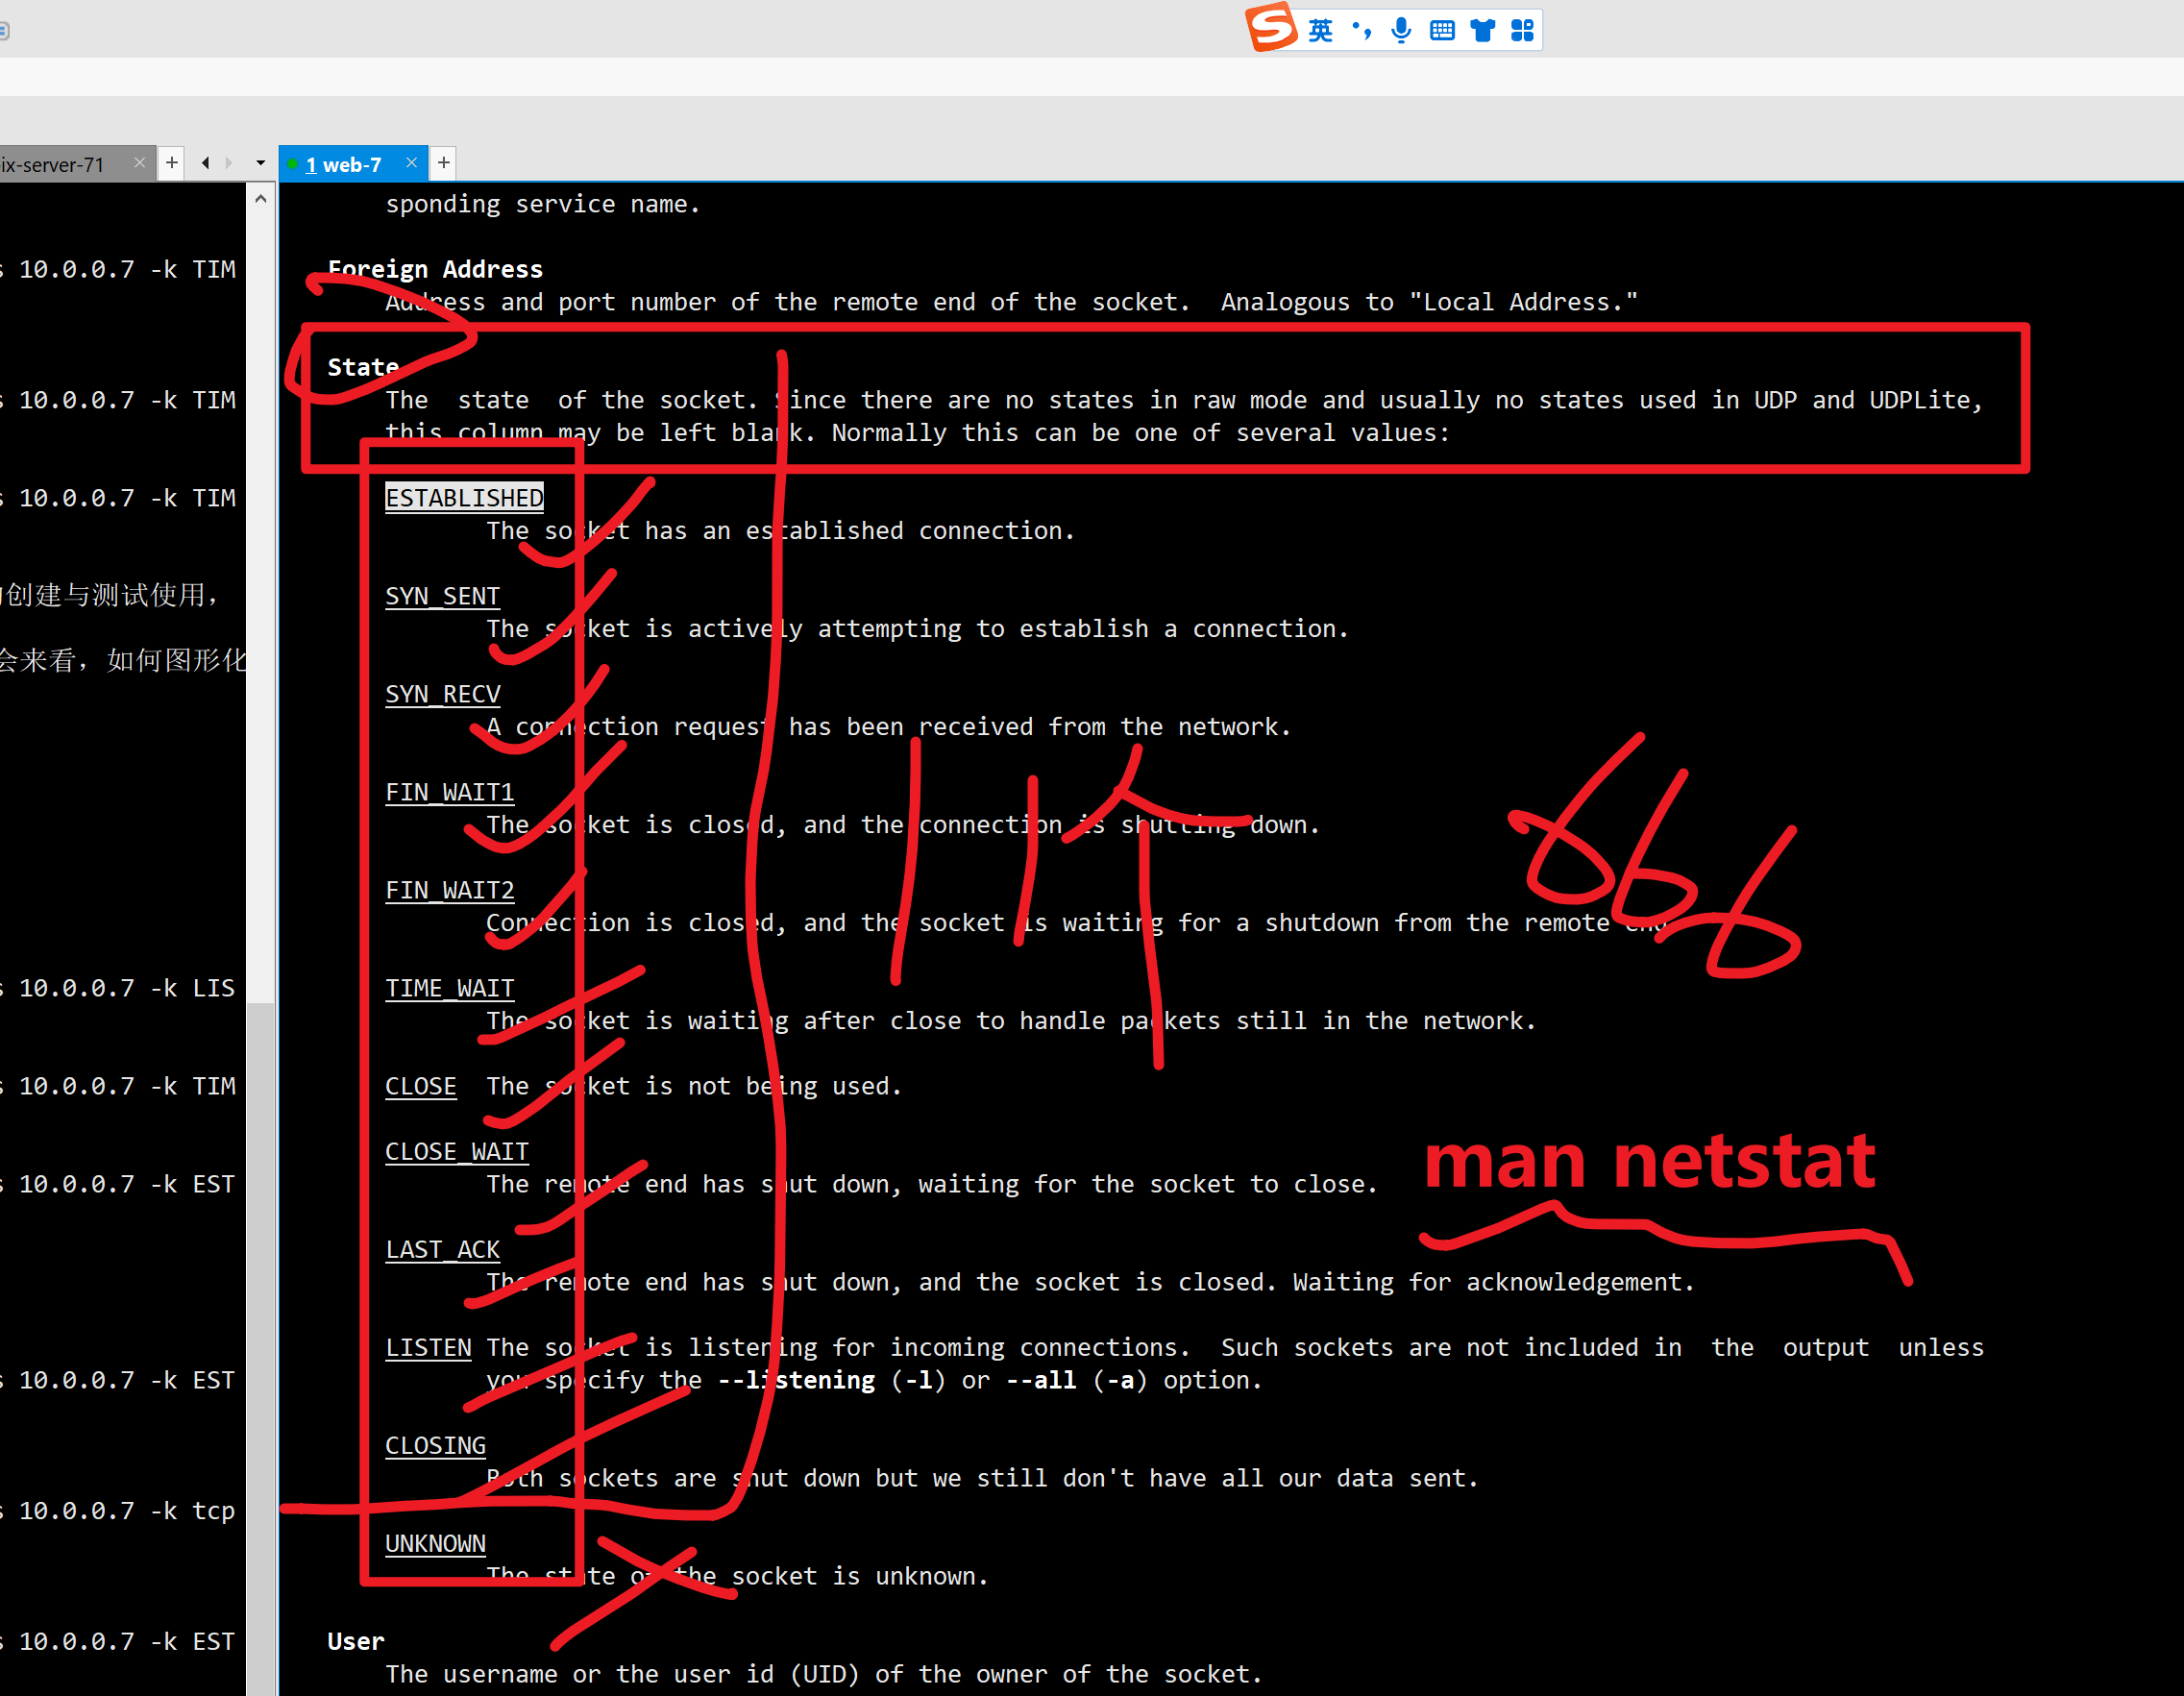 英
ix-server-71
1 web-7
s 10.0.0.7 -k TIM
s 10.0.0.7 -k TIM
s 10.0.0.7 -k TIM
创建与测试使用，
会来看，如何图形化
s 10.0.0.7 -k LIS
s 10.0.0.7 -k TIM
s 10.0.0.7 -k EST
s 10.0.0.7 -k EST
s 10.0.0.7 -k tcp
s 10.0.0.7 -k EST
sponding service name.
Foreign Address
Address and port number of the remote end of the socket.  Analogous to "Local Address."
State
The  state  of the socket. Since there are no states in raw mode and usually no states used in UDP and UDPLite,
this column may be left blank. Normally this can be one of several values:
ESTABLISHED
The socket has an established connection.
SYN_SENT
The socket is actively attempting to establish a connection.
SYN_RECV
A connection request has been received from the network.
FIN_WAIT1
The socket is closed, and the connection is shutting down.
FIN_WAIT2
Connection is closed, and the socket is waiting for a shutdown from the remote end.
TIME_WAIT
The socket is waiting after close to handle packets still in the network.
CLOSE  The socket is not being used.
CLOSE_WAIT
The remote end has shut down, waiting for the socket to close.
LAST_ACK
The remote end has shut down, and the socket is closed. Waiting for acknowledgement.
LISTEN The socket is listening for incoming connections.  Such sockets are not included in  the  output  unless
you specify the --listening (-l) or --all (-a) option.
CLOSING
Both sockets are shut down but we still don't have all our data sent.
UNKNOWN
The state of the socket is unknown.
User
The username or the user id (UID) of the owner of the socket.
11个
666
man netstat